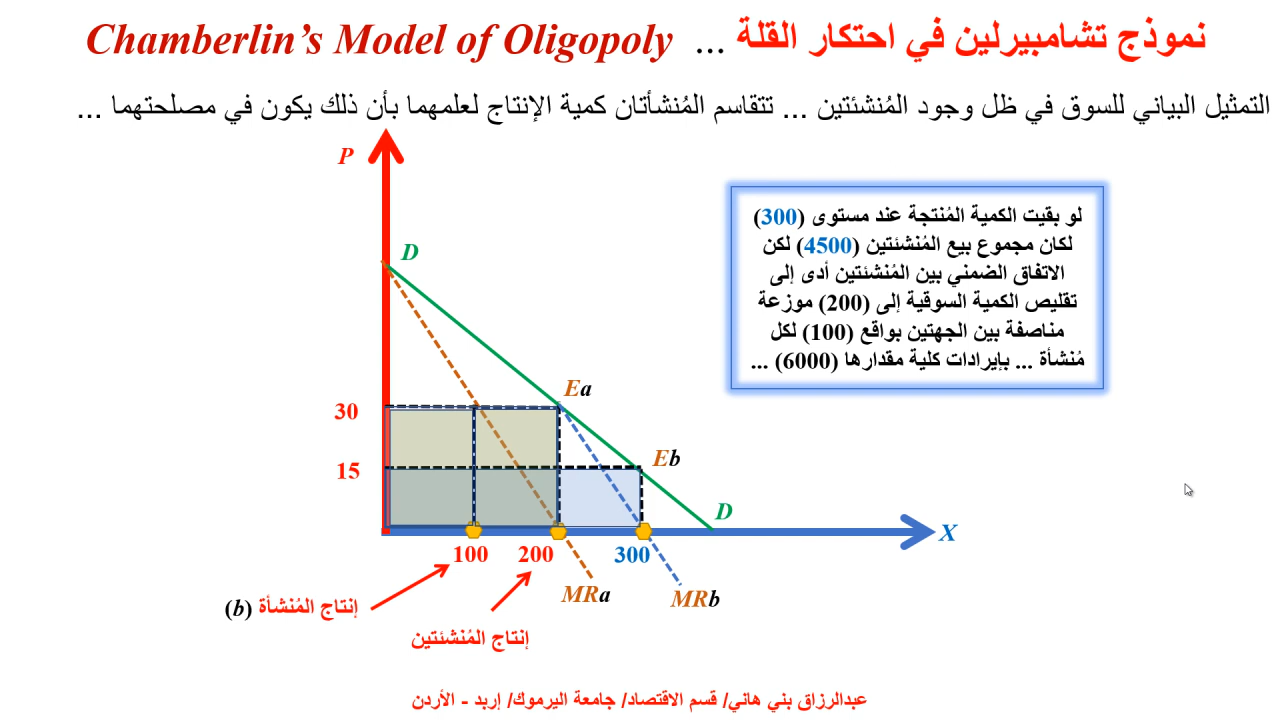 نموذج تشامبيرلين في احتكار القلة ... Chamberlin's Model of Oligopoly
التمثيل البياني للسوق في ظل وجود المُنشئتين ... تتقاسم المُنشأتان كمية الإنتاج لعلمهما بأن ذلك يكون في مصلحتهما ...
P
لو بقيت الكمية المُنتجة عند مستوى (300)
لكان مجموع بيع المُنشئتين (4500) لكن
الاتفاق الضمني بين المُنشئتين أدى إلى
تقليص الكمية السوقية إلى (200) موزعة
مناصفة بين الجهتين بواقع (100) لكل
مُنشأة ... بإيرادات كلية مقدارها (6000) ...
D
Ea
30
Eb
15
D
X
100
200
300
MRa
MRb
إنتاج المُنشأة (b)
إنتاج المُنشئتين
عبدالرزاق بني هاني/ قسم الاقتصاد/ جامعة اليرموك/ إربد - الأردن